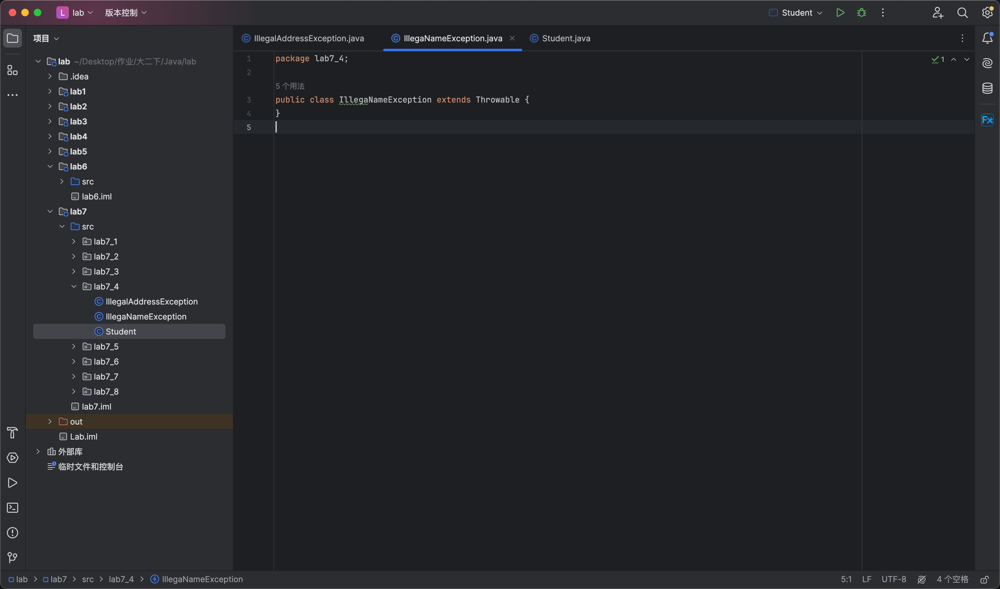 L lab 版本控制 Student
项目
IllegalAddressException.java IllegaNameException.java Student.java
lab ~/Desktop/作业/大二下/Java/lab
.idea
lab1
lab2
lab3
lab4
lab5
lab6
src
lab6.iml
lab7
src
lab7_1
lab7_2
lab7_3
lab7_4
IllegalAddressException
IllegaNameException
Student
lab7_5
lab7_6
lab7_7
lab7_8
lab7.iml
out
Lab.iml
外部库
临时文件和控制台
1 package lab7_4;
2
5 个用法
3 public class IllegaNameException extends Throwable {
4 }
5
1
Fx
lab lab7 src lab7_4 IllegaNameException 5:1 LF UTF-8 4 个空格